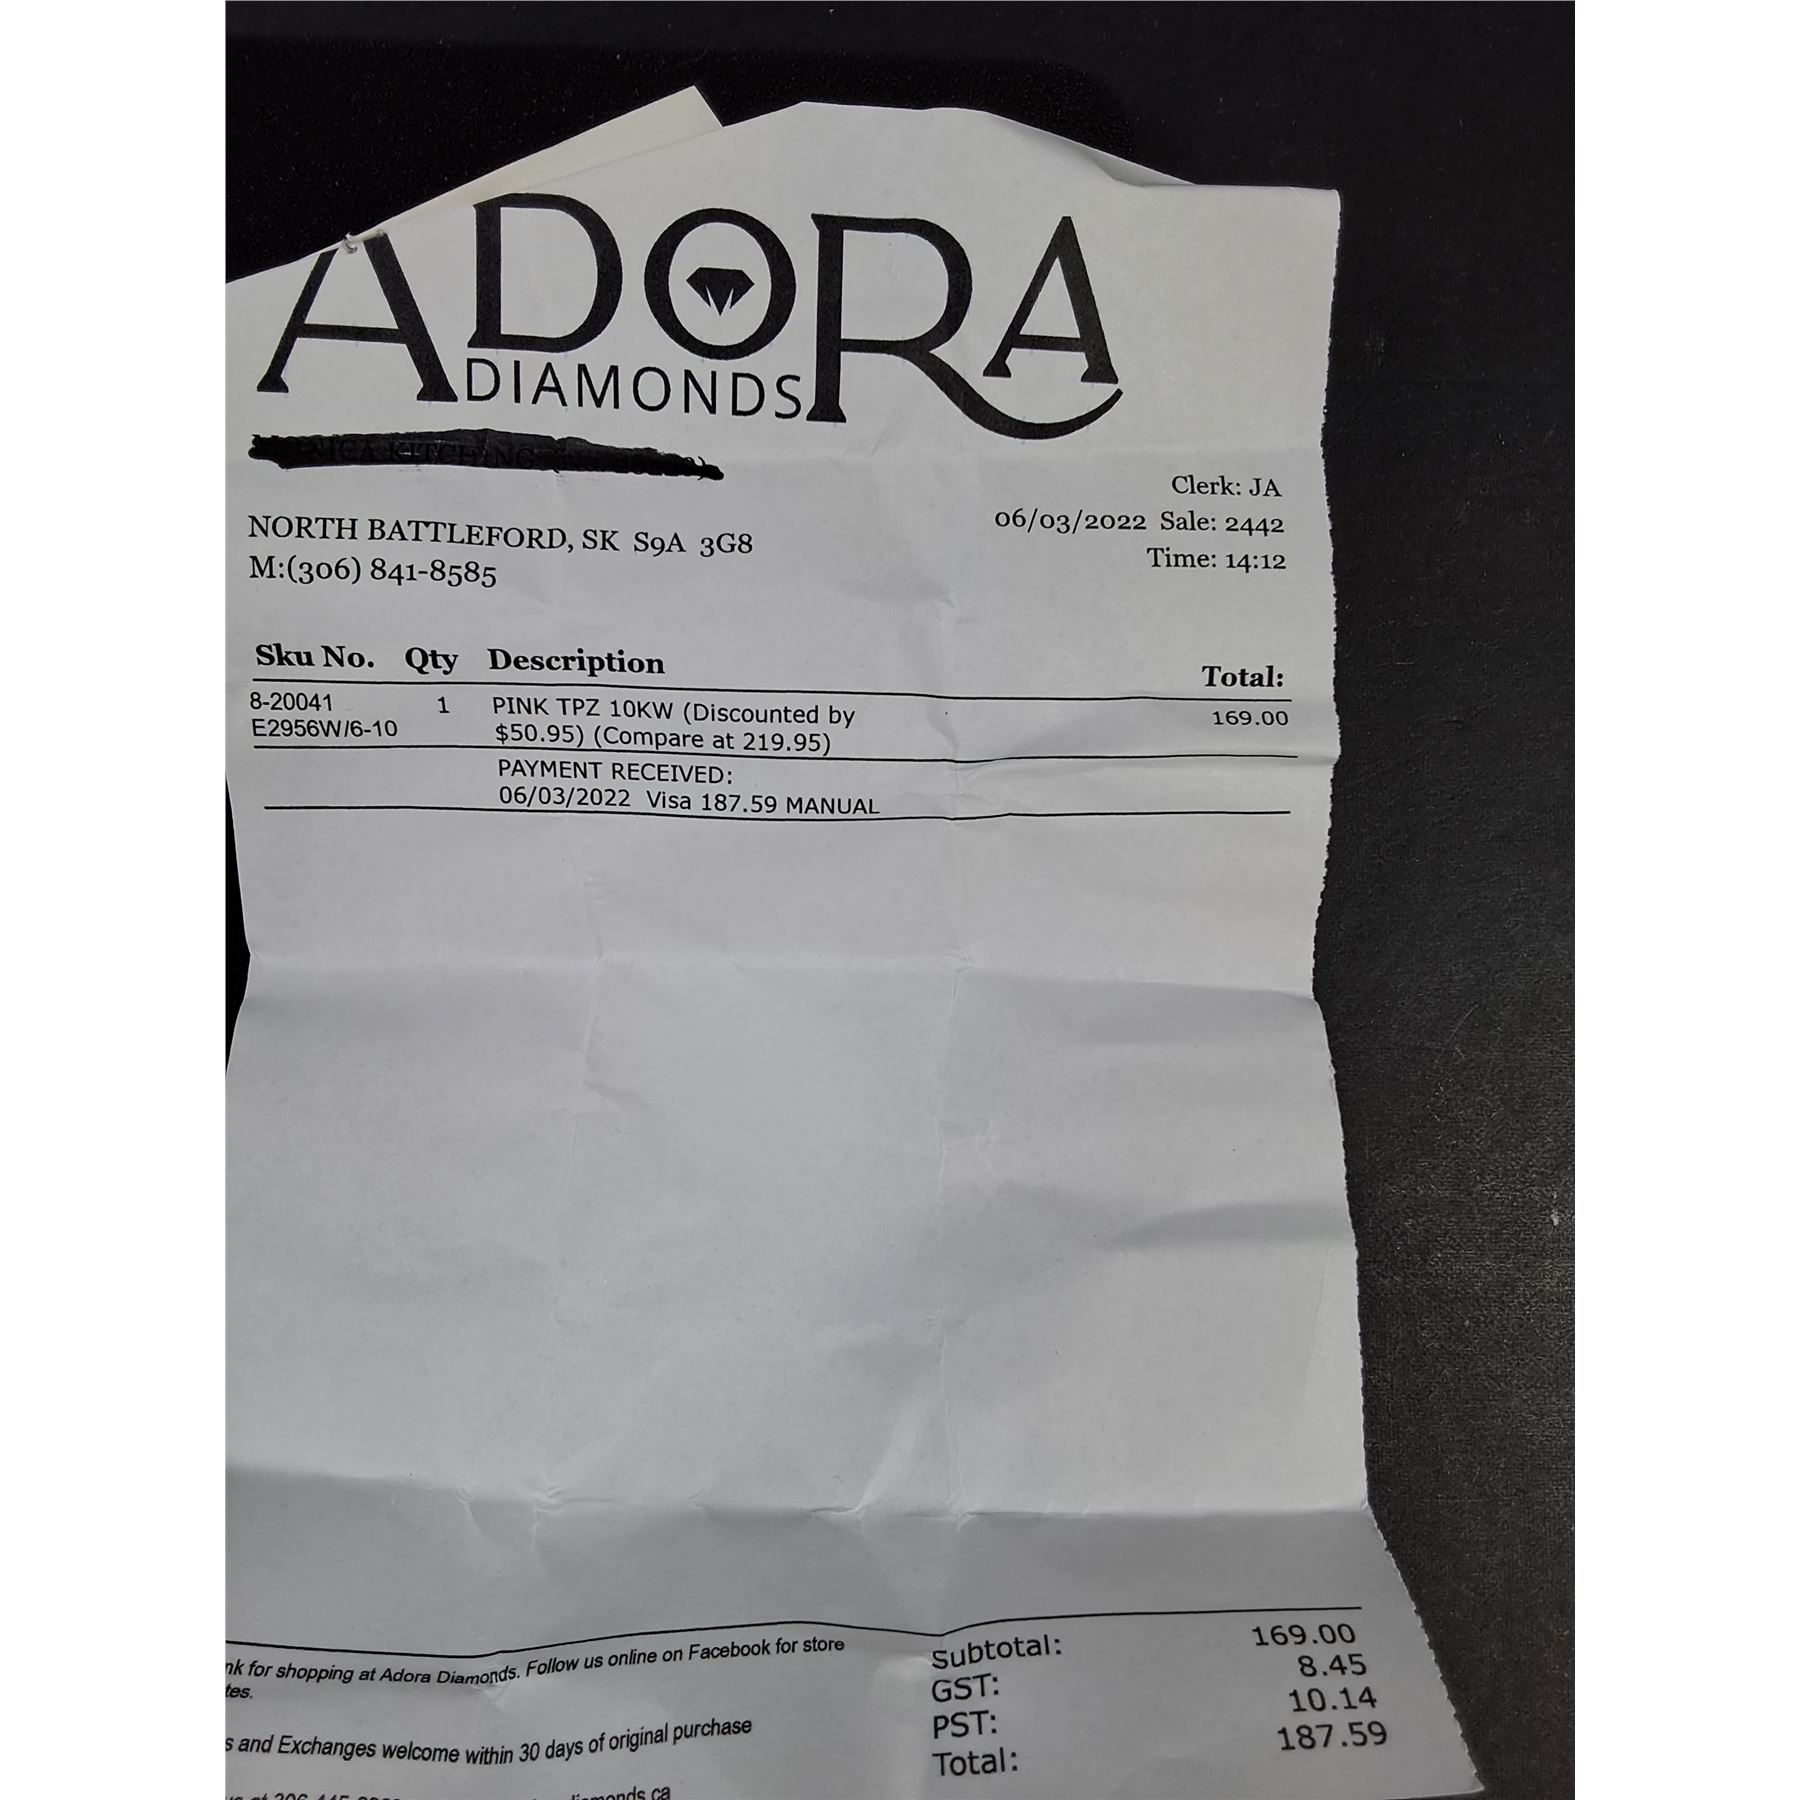 ADORA
DIAMONDS
Clerk: JA
06/03/2022 Sale: 2442
Time: 14:12
NORTH BATTLEFORD, SK S9A 3G8
M:(306) 841-8585
Sku No. Qty Description Total:
8-20041 1 PINK TPZ 10KW (Discounted by 169.00
E2956W/6-10 $50.95) (Compare at 219.95)
PAYMENT RECEIVED:
06/03/2022 Visa 187.59 MANUAL
nk for shopping at Adora Diamonds. Follow us online on Facebook for store
tes.
s and Exchanges welcome within 30 days of original purchase
Subtotal: 169.00
GST: 8.45
PST: 10.14
Total: 187.59